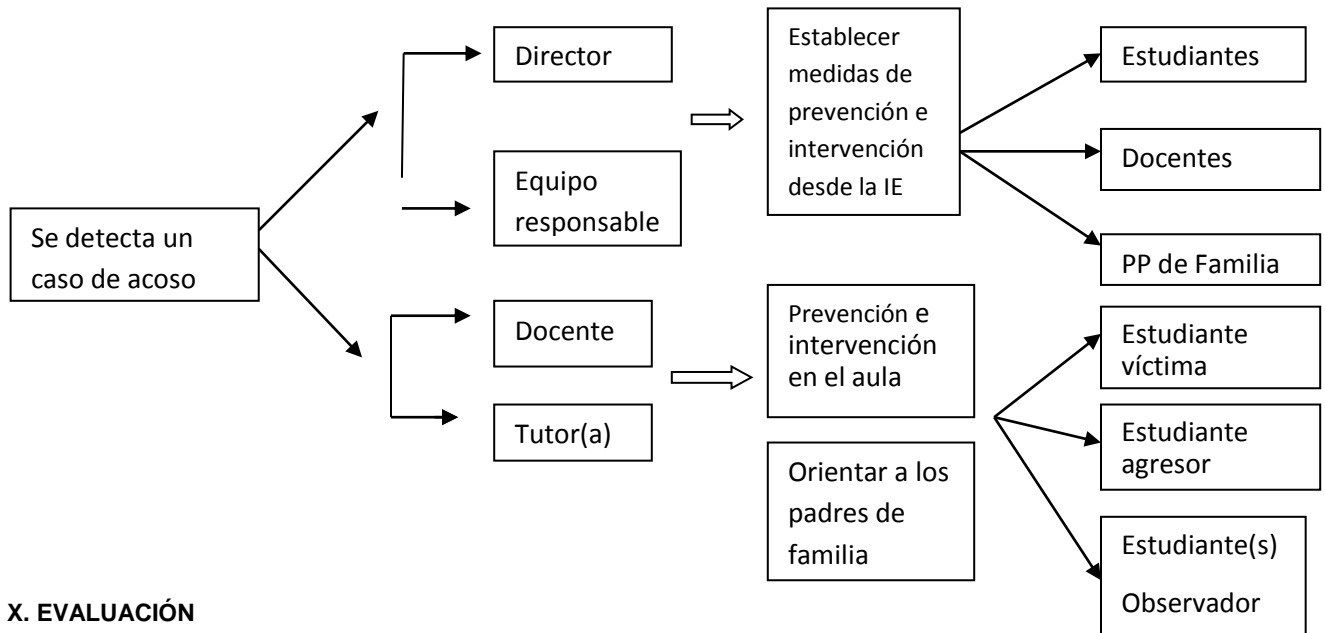 Se detecta un
caso de acoso
Director
Equipo
responsable
Docente
Tutor(a)
Establecer
medidas de
prevención e
intervención
desde la IE
Prevención e
intervención
en el aula
Orientar a los
padres de
familia
Estudiantes
Docentes
PP de Familia
Estudiante
víctima
Estudiante
agresor
Estudiante(s)
Observador
X. EVALUACIÓN